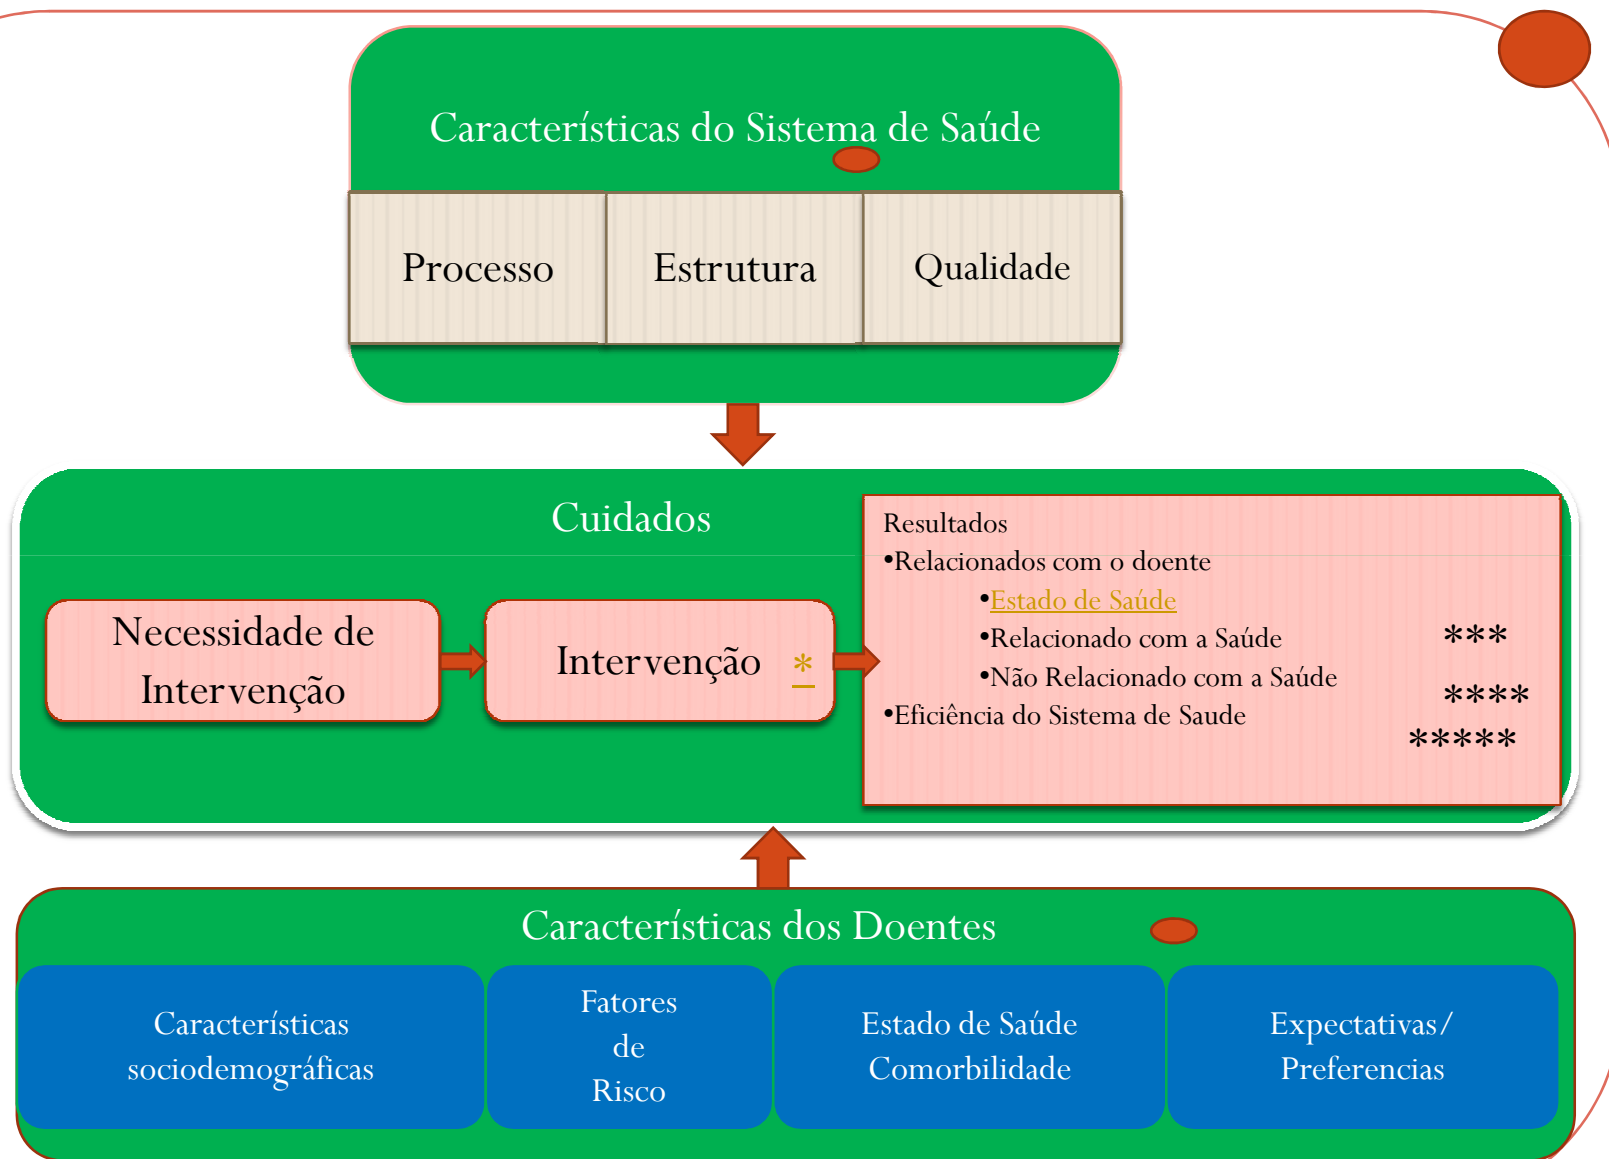 Características do Sistema de Saúde
Processo
Estrutura
Qualidade
Cuidados
Necessidade de
Intervenção
Intervenção *
Resultados
•Relacionados com o doente
•Estado de Saúde
•Relacionado com a Saúde ***
•Não Relacionado com a Saúde ****
•Eficiência do Sistema de Saude *****
Características dos Doentes
Características
sociodemográficas
Fatores
de
Risco
Estado de Saúde
Comorbilidade
Expectativas/
Preferencias